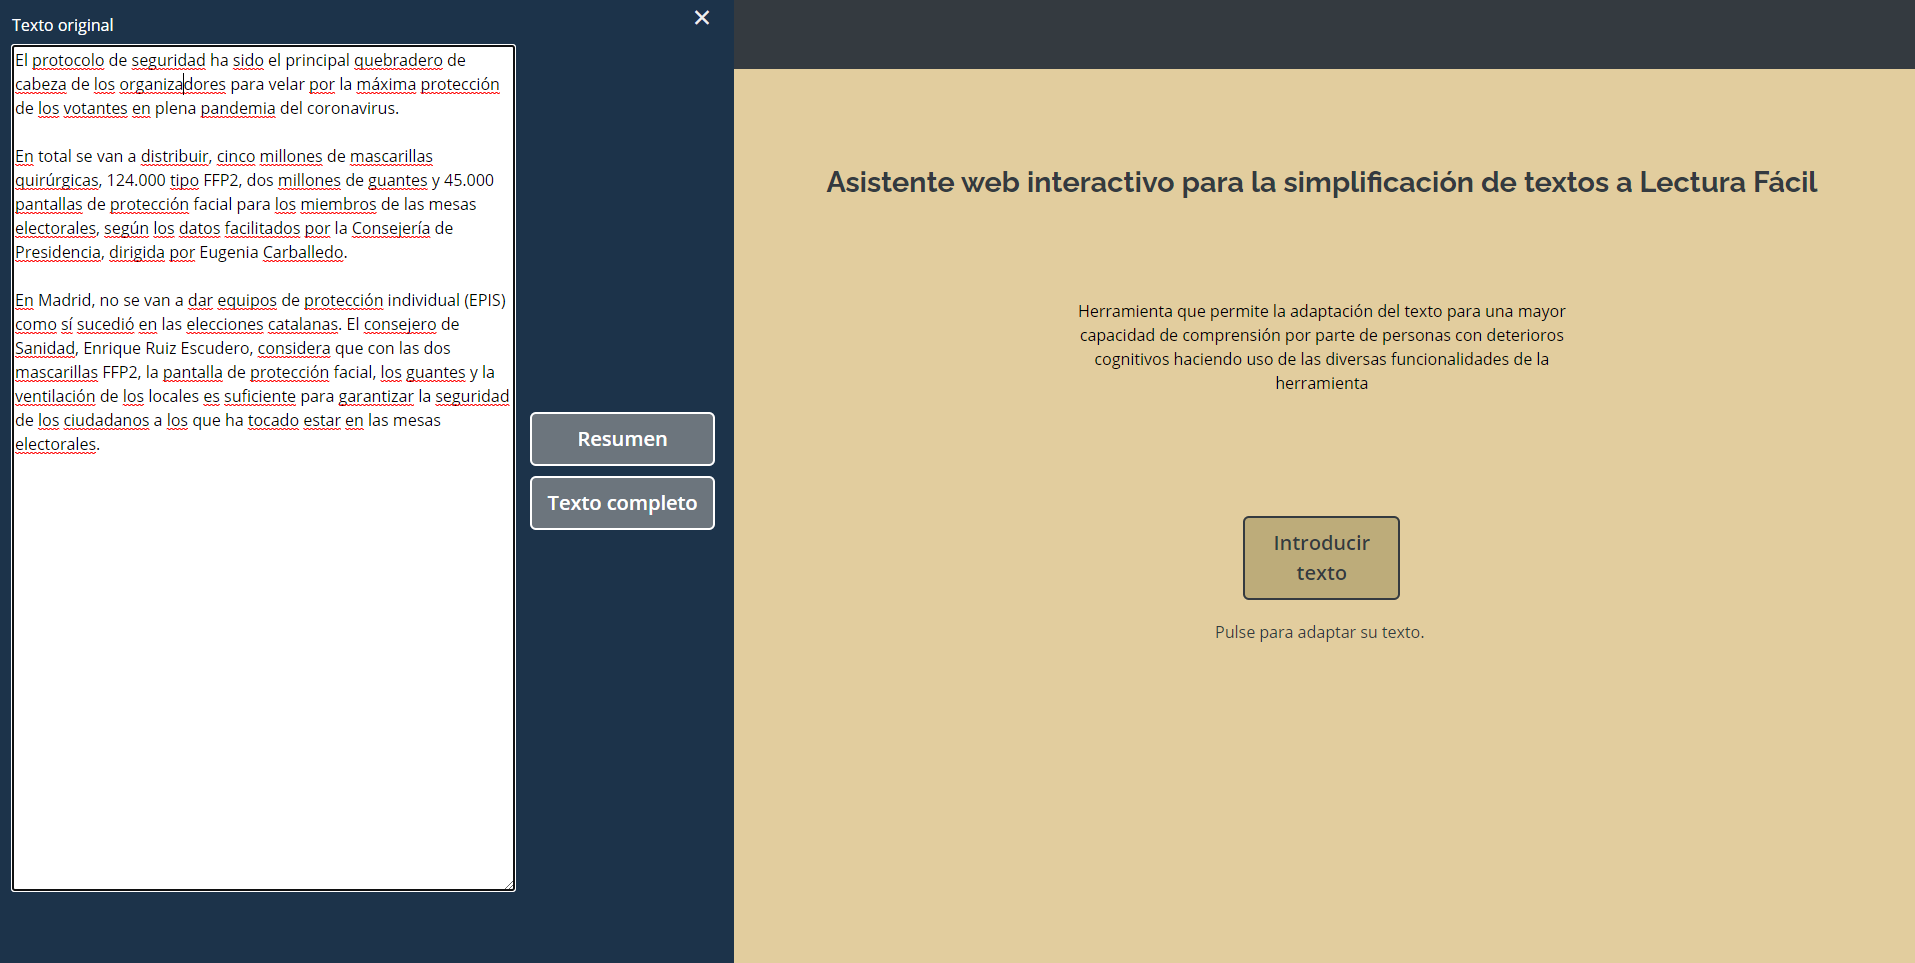 Texto original
El protocolo de seguridad ha sido el principal quebradero de
cabeza de los organizadores para velar por la máxima protección
de los votantes en plena pandemia del coronavirus.
En total se van a distribuir, cinco millones de mascarillas
quirúrgicas, 124.000 tipo FFP2, dos millones de guantes y 45.000
pantallas de protección facial para los miembros de las mesas
electorales, según los datos facilitados por la Consejería de
Presidencia, dirigida por Eugenia Carballedo.
En Madrid, no se van a dar equipos de protección individual (EPIS)
como sí sucedió en las elecciones catalanas. El consejero de
Sanidad, Enrique Ruiz Escudero, considera que con las dos
mascarillas FFP2, la pantalla de protección facial, los guantes y la
ventilación de los locales es suficiente para garantizar la seguridad
de los ciudadanos a los que ha tocado estar en las mesas
electorales.
Resumen
Texto completo
Asistente web interactivo para la simplificación de textos a Lectura Fácil
Herramienta que permite la adaptación del texto para una mayor
capacidad de comprensión por parte de personas con deterioros
cognitivos haciendo uso de las diversas funcionalidades de la
herramienta
Introducir
texto
Pulse para adaptar su texto.